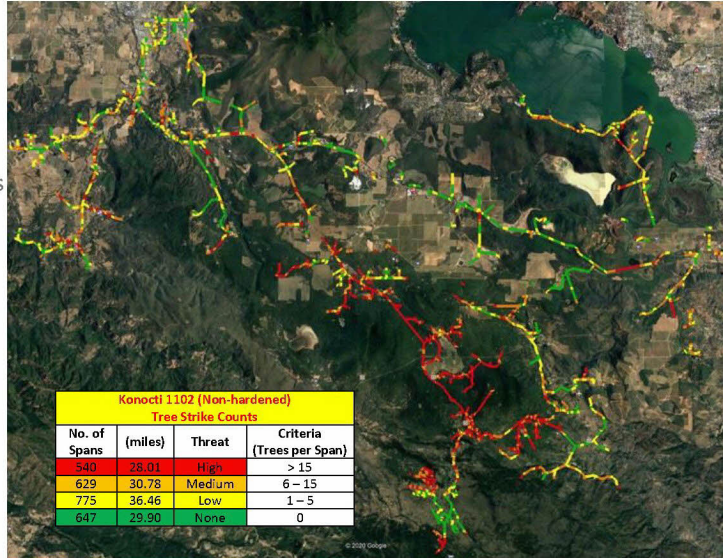 s
Konocti 1102 (Non-hardened)
Tree Strike Counts
No. of Spans (miles) Threat Criteria (Trees per Span)
540 28.01 High > 15
629 30.78 Medium 6 – 15
775 36.46 Low 1 – 5
647 29.90 None 0
© 2020 Google